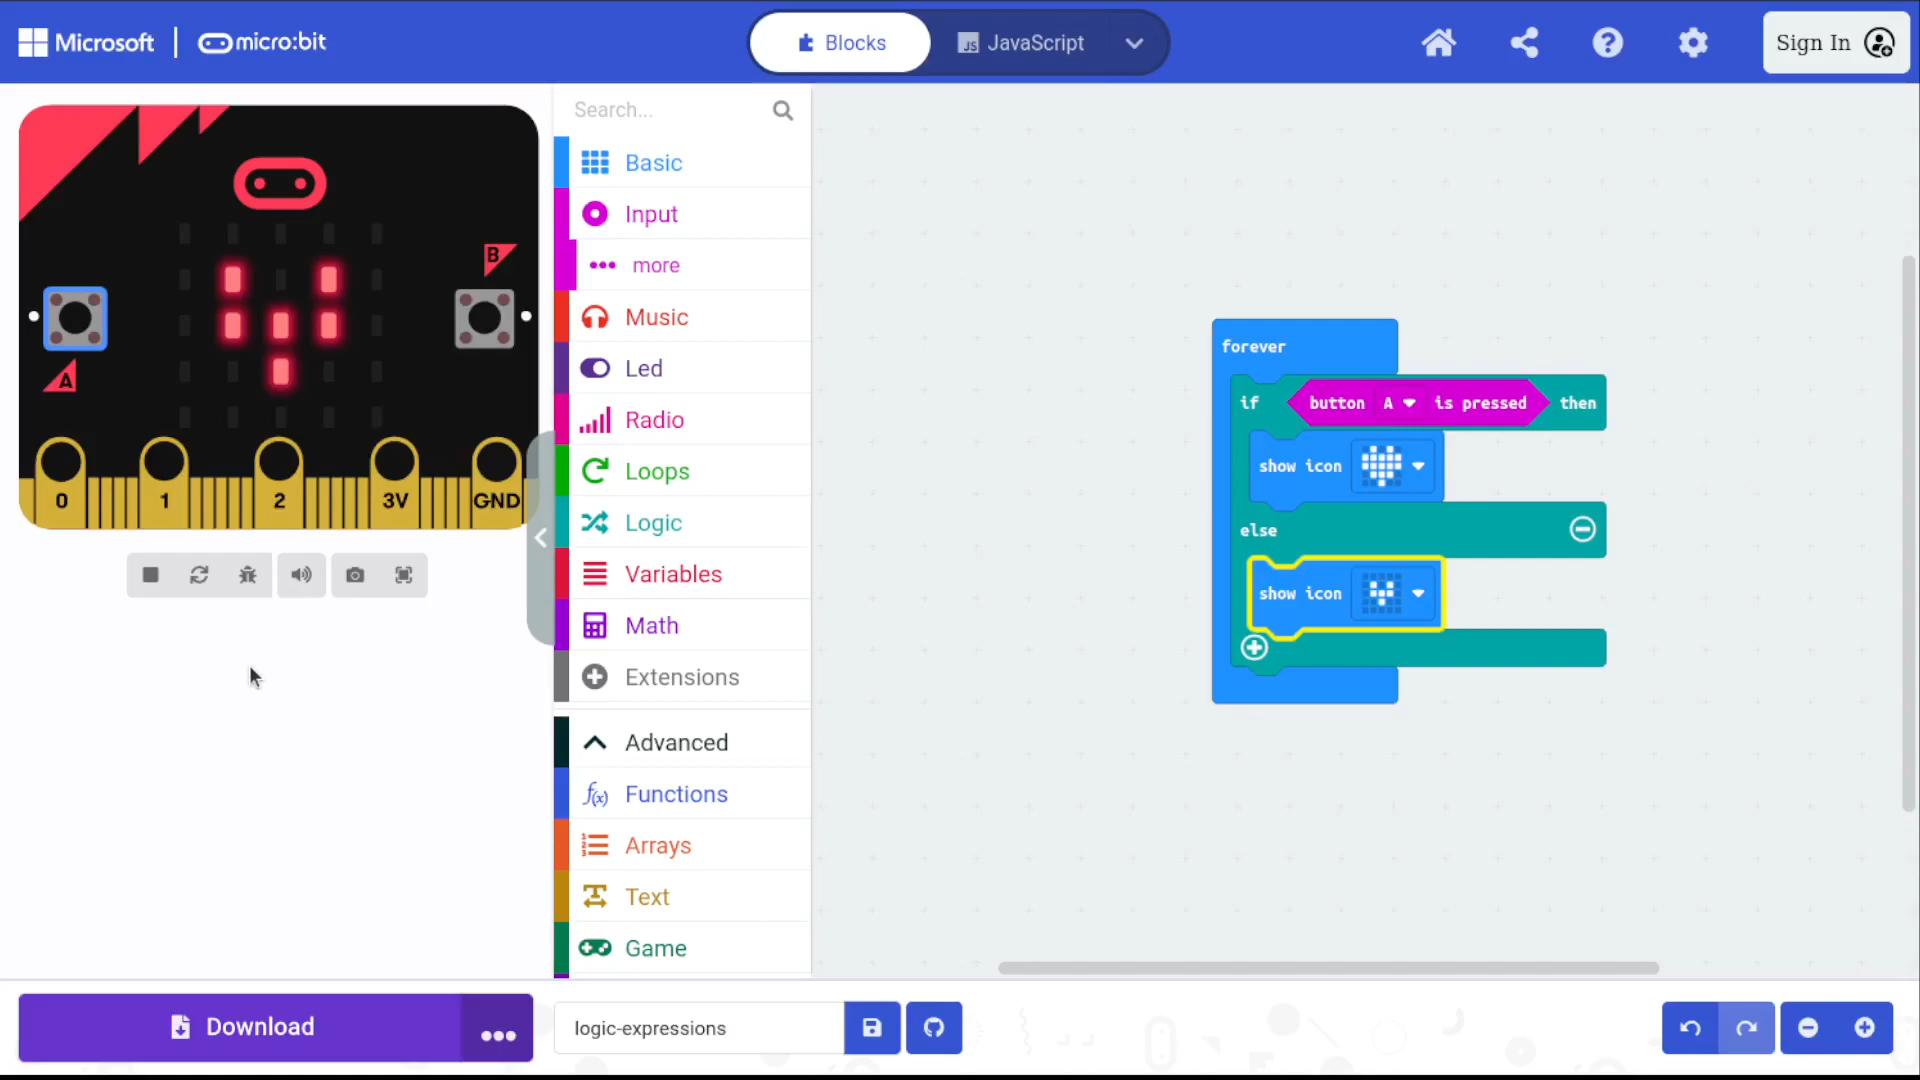 Microsoft | micro:bit
Blocks
JS JavaScript
Sign In
Search...
Basic
Input
more
Music
Led
Radio
Loops
Logic
Variables
Math
Extensions
Advanced
f(x) Functions
Arrays
Text
Game
B
A
0 1 2 3V GND
forever
if button A is pressed then
show icon
else
show icon
Download
logic-expressions